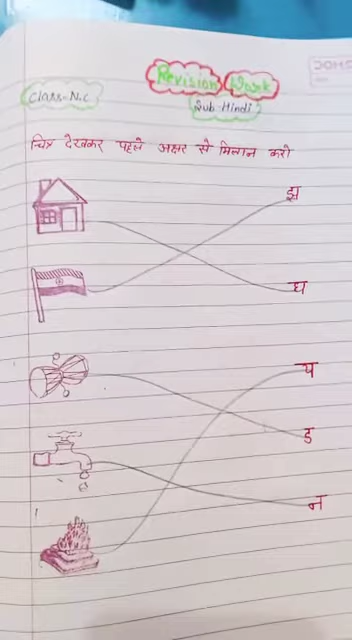 Revision Work
Class-N.C
Sub-Hindi
चित्र देखकर पहले अक्षर से मिलान करो
झ
घ
य
ड
न